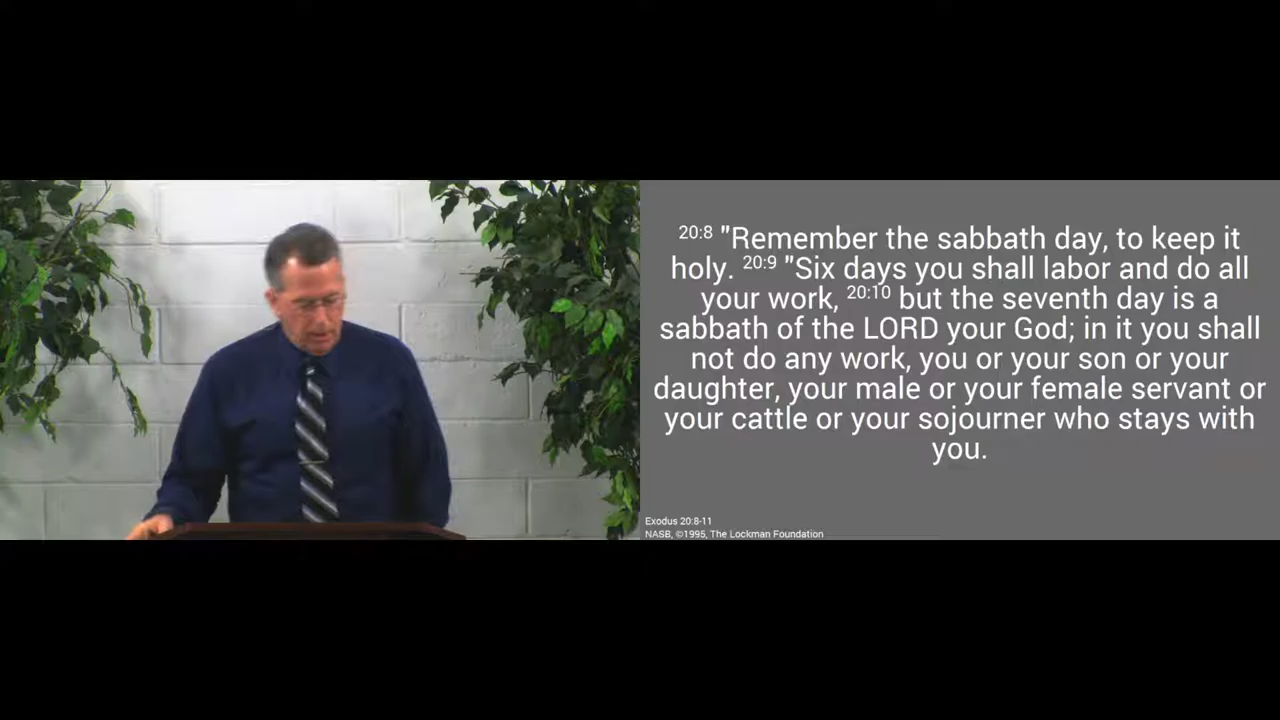 20:8 "Remember the sabbath day, to keep it
holy. 20:9 "Six days you shall labor and do all
your work, 20:10 but the seventh day is a
sabbath of the LORD your God; in it you shall
not do any work, you or your son or your
daughter, your male or your female servant or
your cattle or your sojourner who stays with
you.
Exodus 20:8-11
NASB, ©1995, The Lockman Foundation